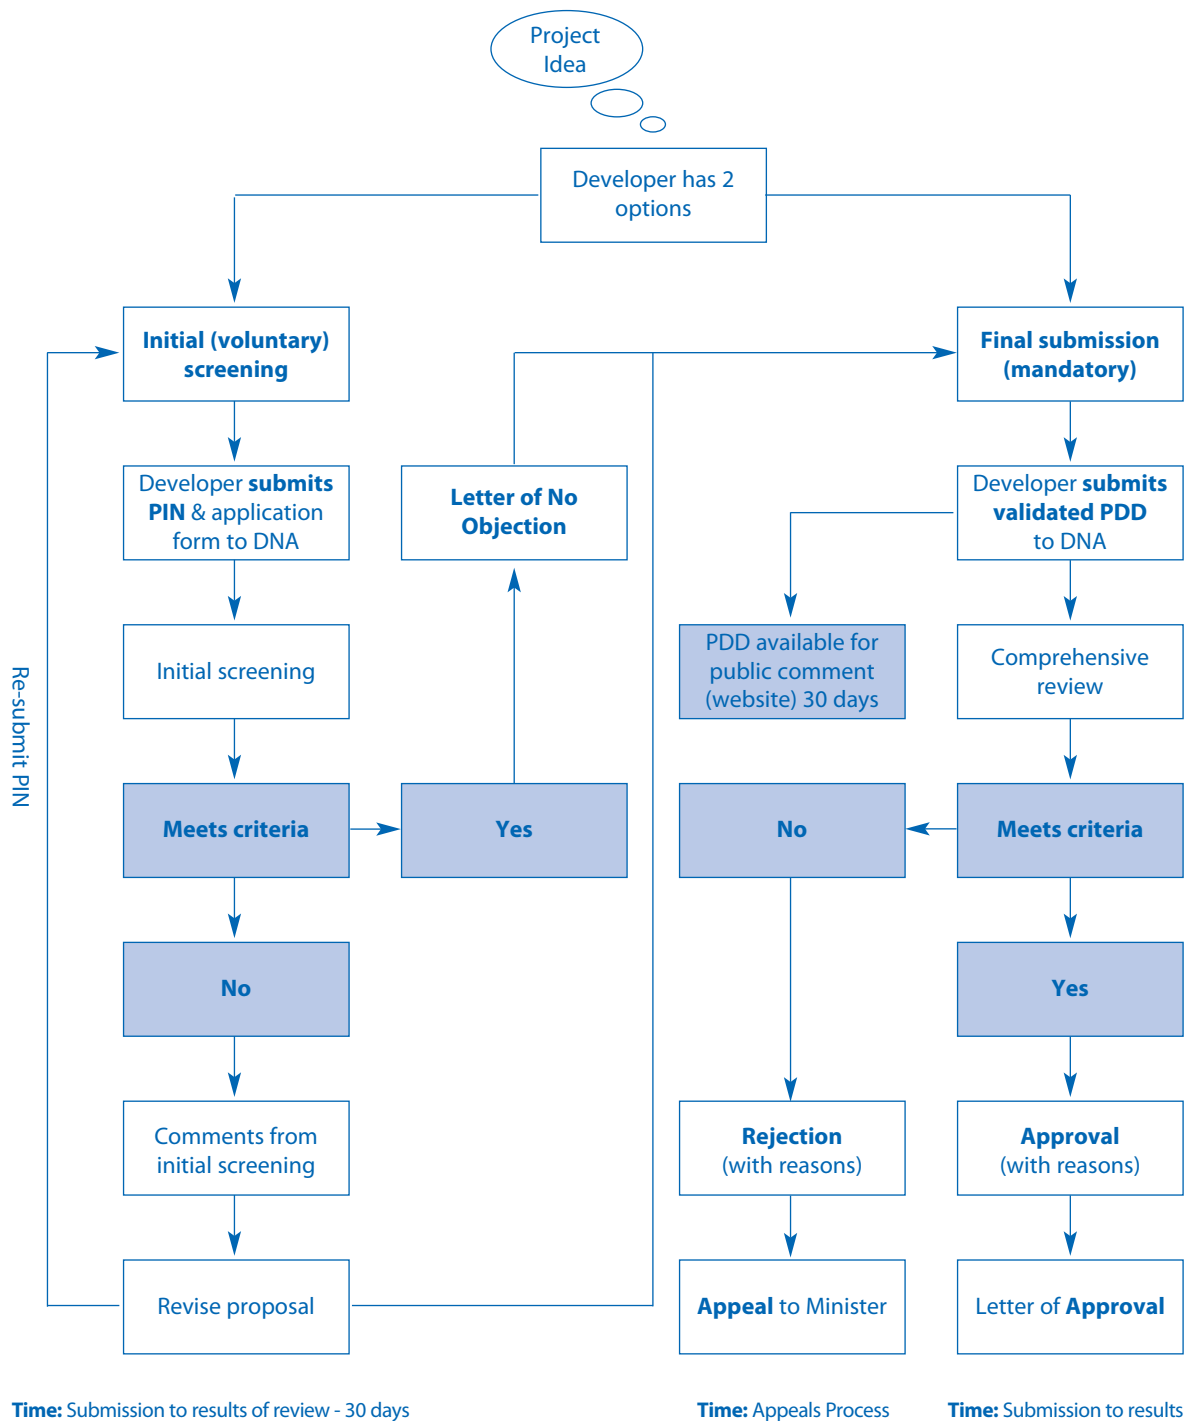 Project
Idea
Developer has 2
options
Initial (voluntary)
screening
Final submission
(mandatory)
Developer submits
PIN & application
form to DNA
Letter of No
Objection
Developer submits
validated PDD
to DNA
Initial screening
PDD available for
public comment
(website) 30 days
Comprehensive
review
Re-submit PIN
Meets criteria
Yes
No
Meets criteria
No
Yes
Comments from
initial screening
Rejection
(with reasons)
Approval
(with reasons)
Revise proposal
Appeal to Minister
Letter of Approval
Time: Submission to results of review - 30 days
Time: Appeals Process
Time: Submission to results